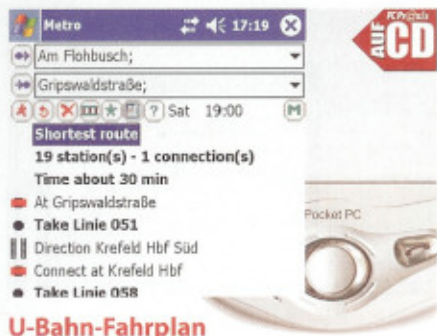 Metro 17:19
Am Flohbusch;
Gripswaldstraße;
? Sat 19:00 M
Shortest route
19 station(s) - 1 connection(s)
Time about 30 min
At Gripswaldstraße
Take Linie 051
Direction Krefeld Hbf Süd
Connect at Krefeld Hbf
Take Linie 058
AUF CD
Pocket PC
U-Bahn-Fahrplan